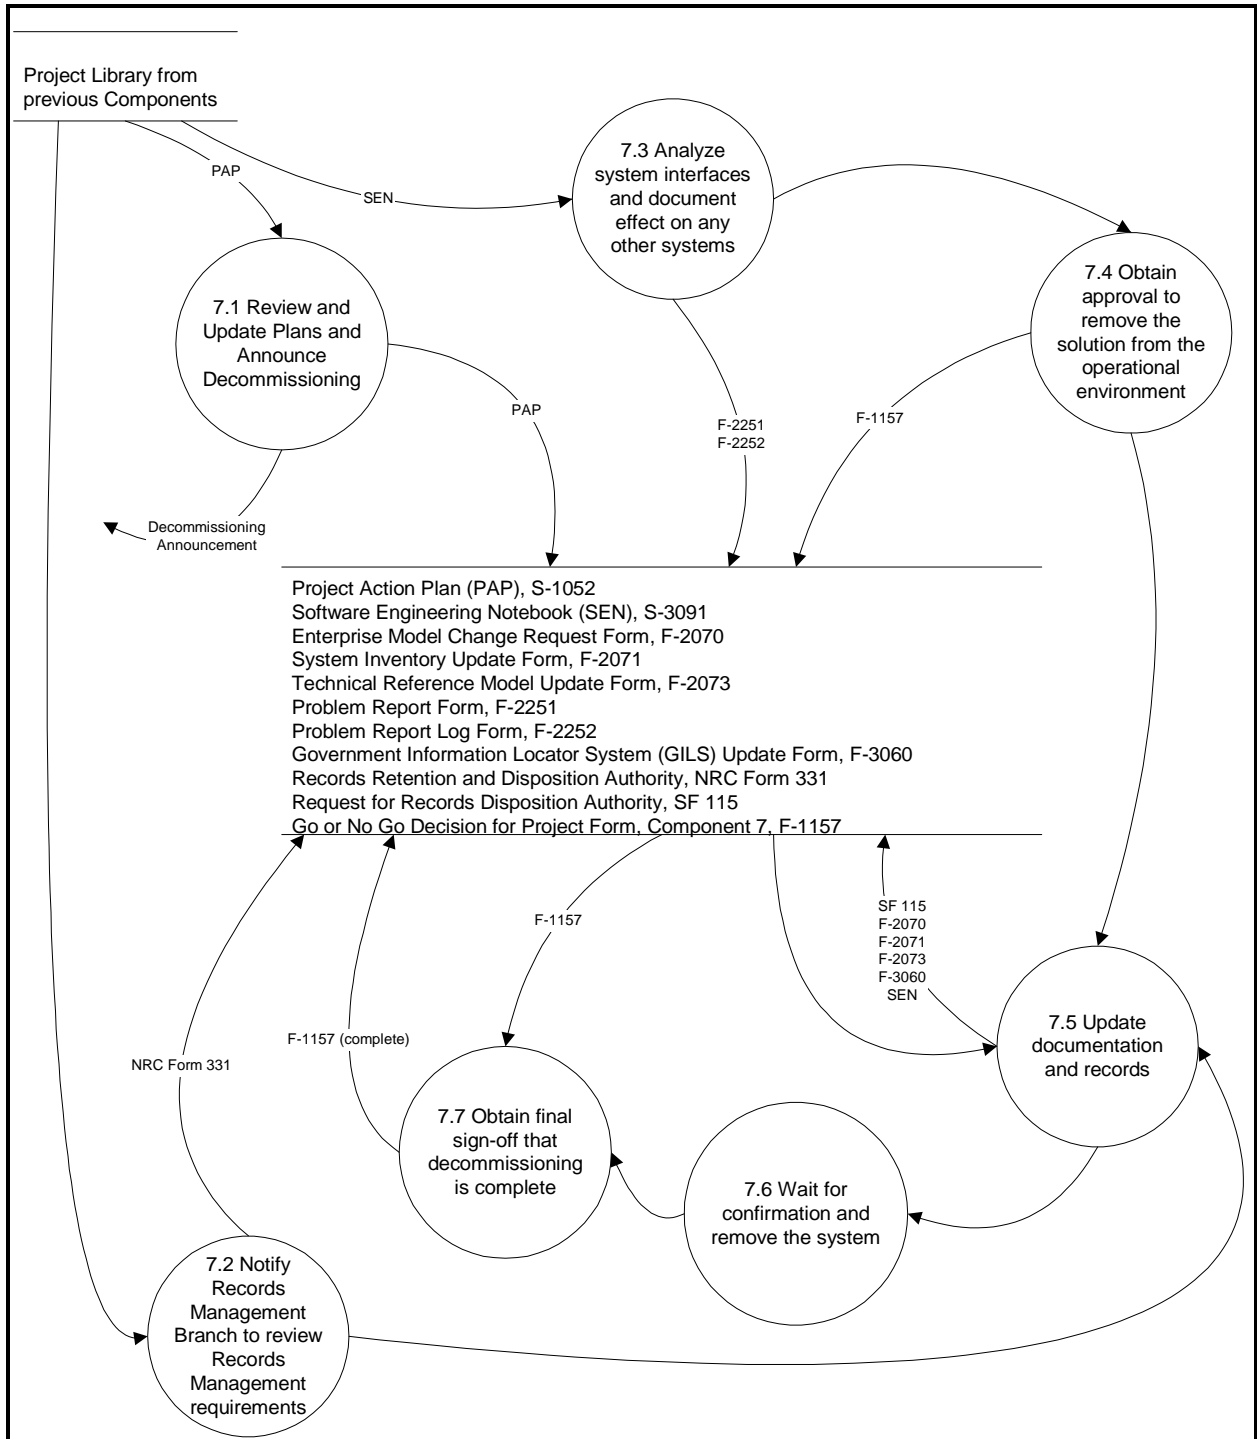 Project Library from
previous Components
PAP
SEN
7.3 Analyze
system interfaces
and document
effect on any
other systems
7.1 Review and
Update Plans and
Announce
Decommissioning
7.4 Obtain
approval to
remove the
solution from the
operational
environment
PAP
F-2251
F-2252
F-1157
Decommissioning
Announcement
Project Action Plan (PAP), S-1052
Software Engineering Notebook (SEN), S-3091
Enterprise Model Change Request Form, F-2070
System Inventory Update Form, F-2071
Technical Reference Model Update Form, F-2073
Problem Report Form, F-2251
Problem Report Log Form, F-2252
Government Information Locator System (GILS) Update Form, F-3060
Records Retention and Disposition Authority, NRC Form 331
Request for Records Disposition Authority, SF 115
Go or No Go Decision for Project Form, Component 7, F-1157
F-1157
SF 115
F-2070
F-2071
F-2073
F-3060
SEN
F-1157 (complete)
NRC Form 331
7.5 Update
documentation
and records
7.7 Obtain final
sign-off that
decommissioning
is complete
7.6 Wait for
confirmation and
remove the system
7.2 Notify
Records
Management
Branch to review
Records
Management
requirements